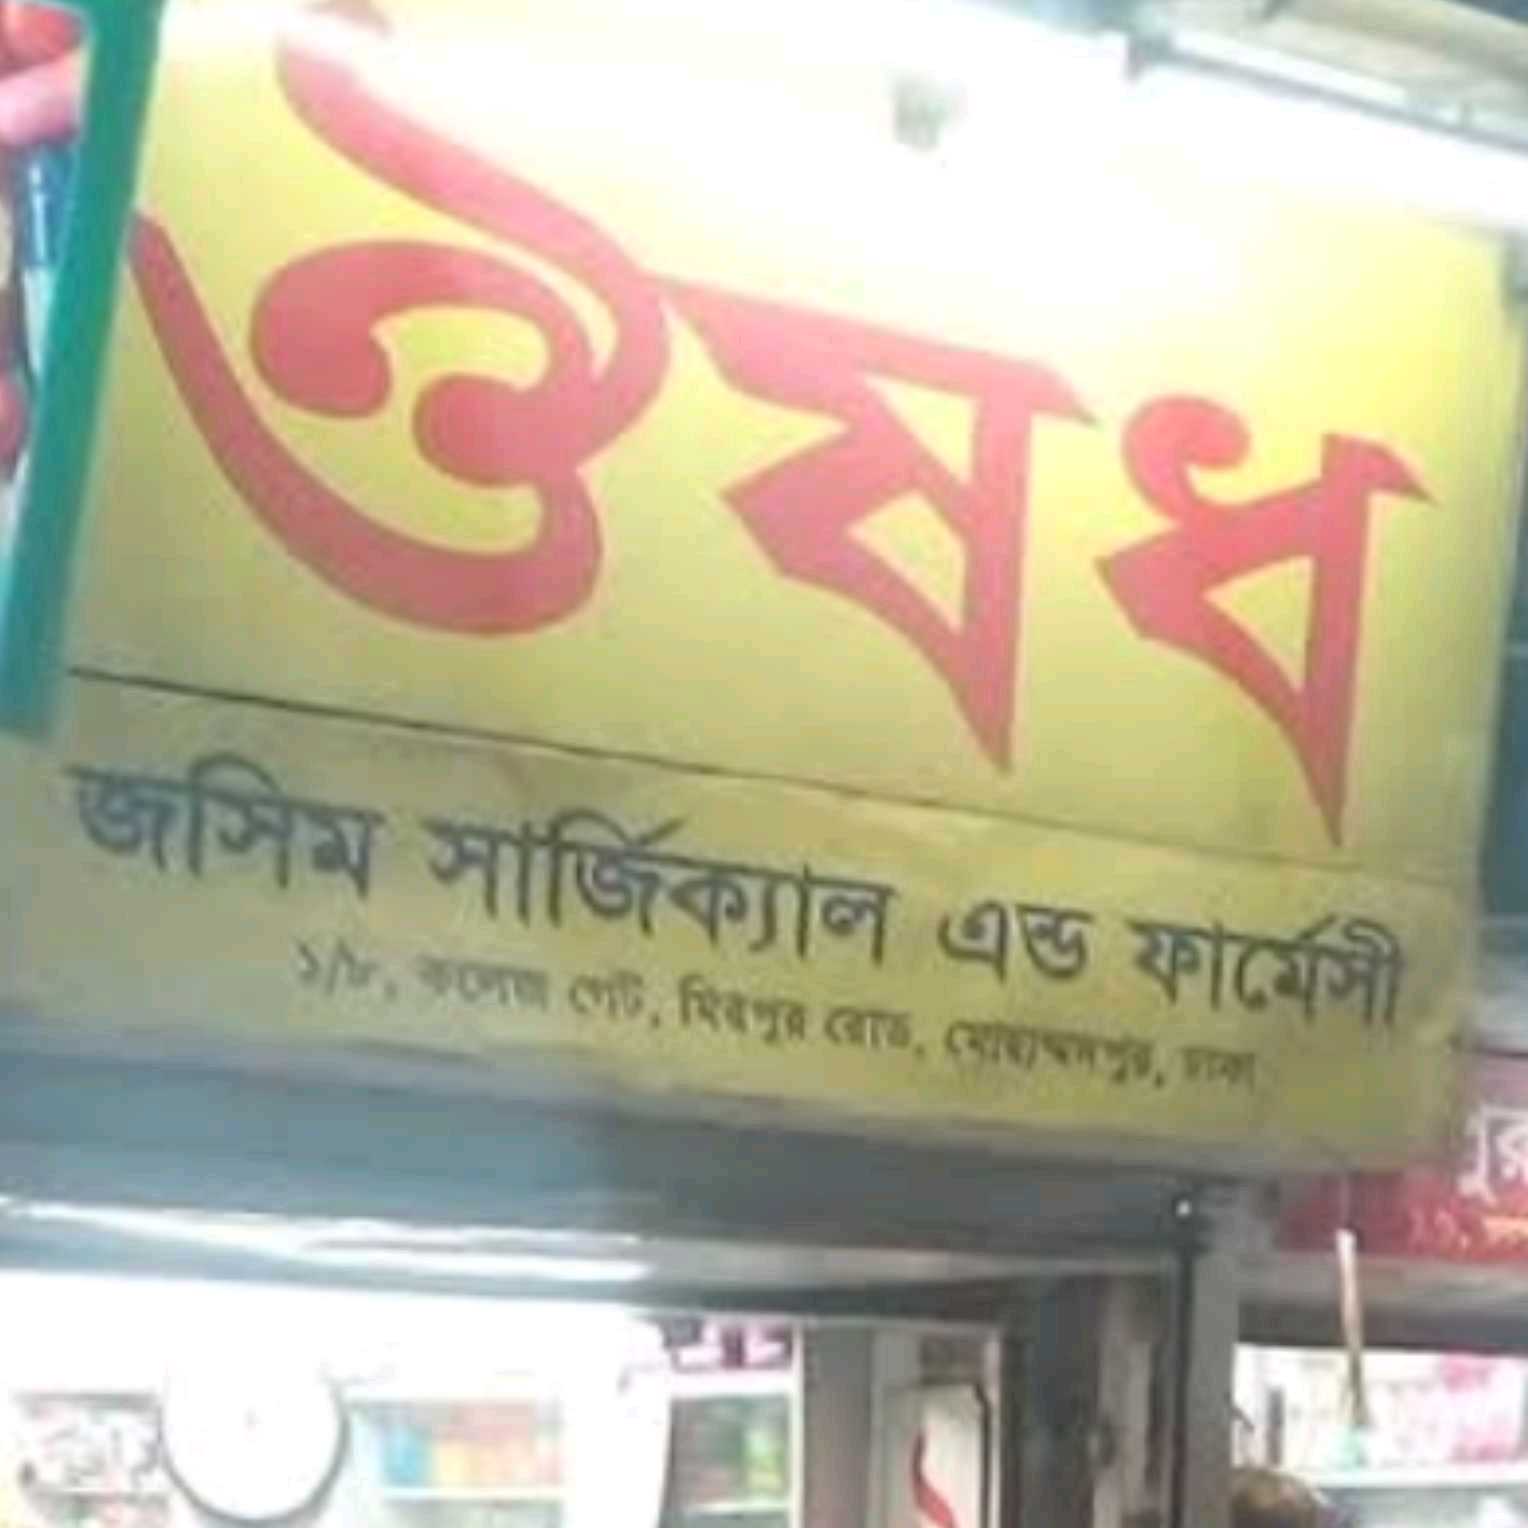 ঔষধ
জসিম সার্জিক্যাল এন্ড ফার্মেসী
১/৮, কলেজ গেট, মিরপুর রোড, মোহাম্মদপুর, ঢাকা